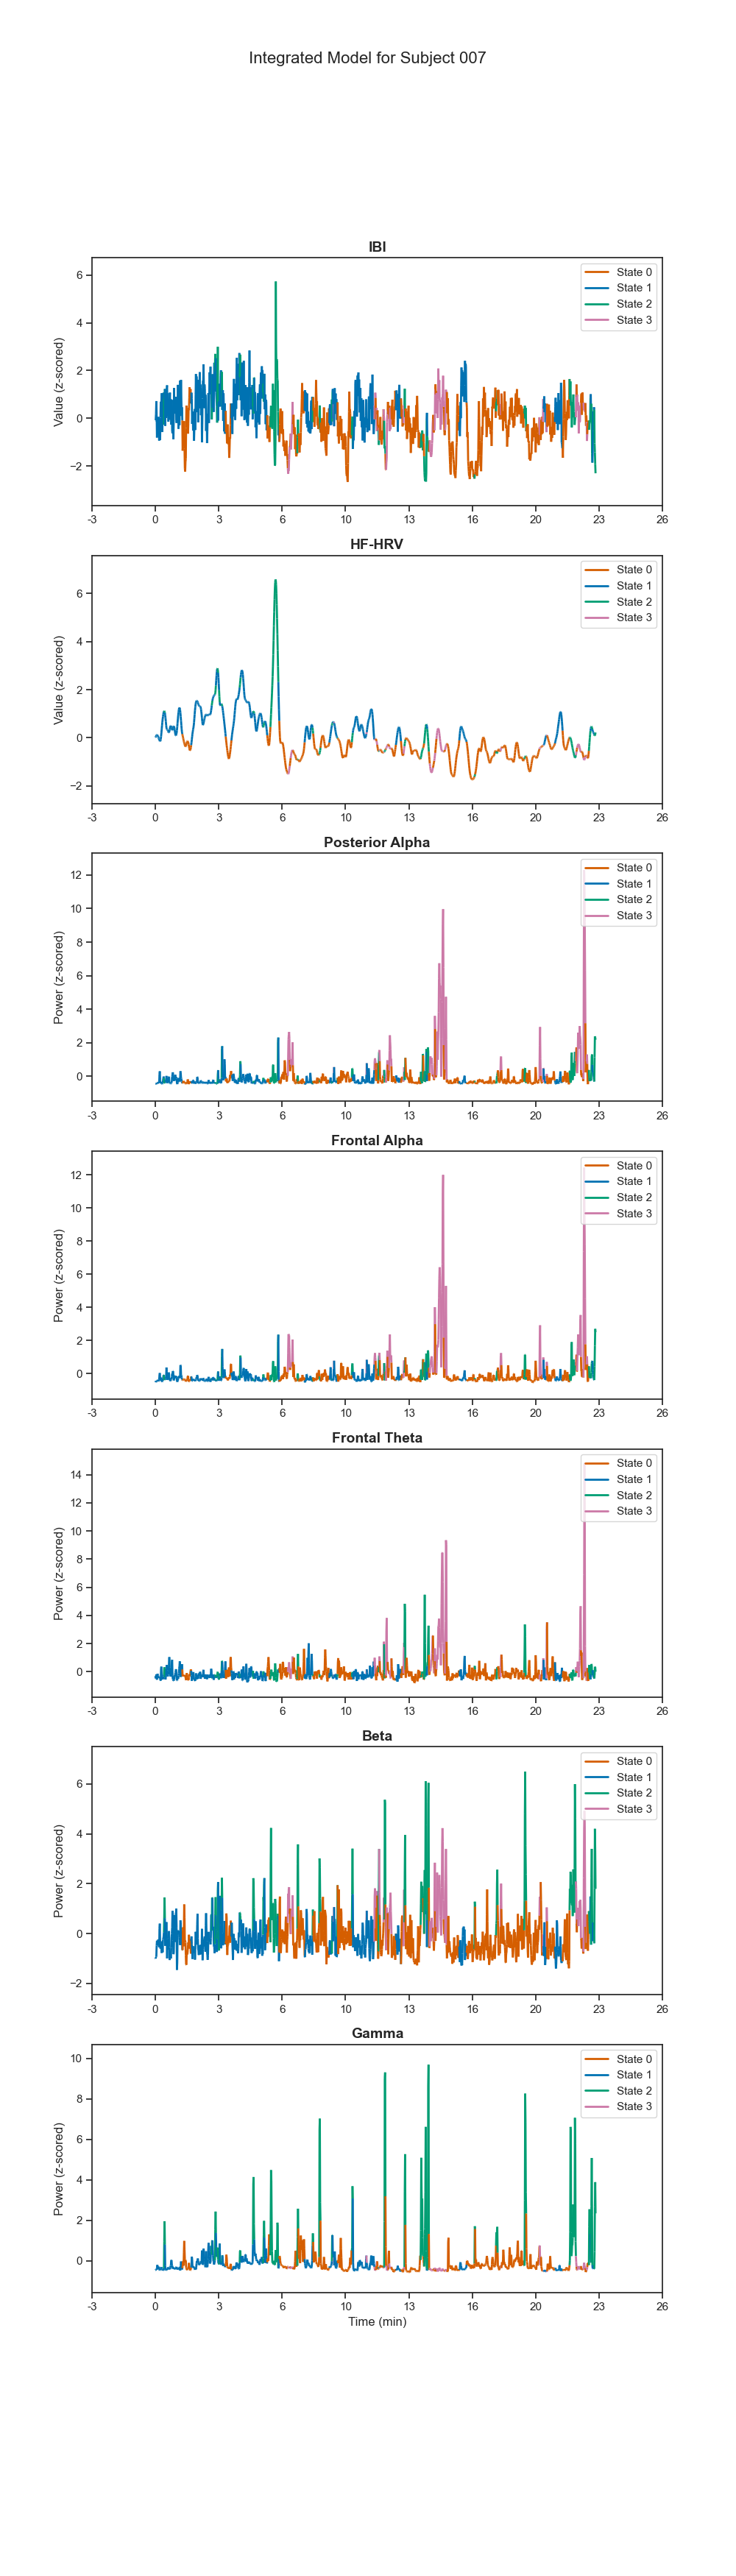 Integrated Model for Subject 007
IBI
Value (z-scored)
6
4
2
0
−2
State 0
State 1
State 2
State 3
-3 0 3 6 10 13 16 20 23 26
HF-HRV
Value (z-scored)
6
4
2
0
−2
State 0
State 1
State 2
State 3
-3 0 3 6 10 13 16 20 23 26
Posterior Alpha
Power (z-scored)
12
10
8
6
4
2
0
State 0
State 1
State 2
State 3
-3 0 3 6 10 13 16 20 23 26
Frontal Alpha
Power (z-scored)
12
10
8
6
4
2
0
State 0
State 1
State 2
State 3
-3 0 3 6 10 13 16 20 23 26
Frontal Theta
Power (z-scored)
14
12
10
8
6
4
2
0
State 0
State 1
State 2
State 3
-3 0 3 6 10 13 16 20 23 26
Beta
Power (z-scored)
6
4
2
0
−2
State 0
State 1
State 2
State 3
-3 0 3 6 10 13 16 20 23 26
Gamma
Power (z-scored)
10
8
6
4
2
0
State 0
State 1
State 2
State 3
-3 0 3 6 10 13 16 20 23 26
Time (min)